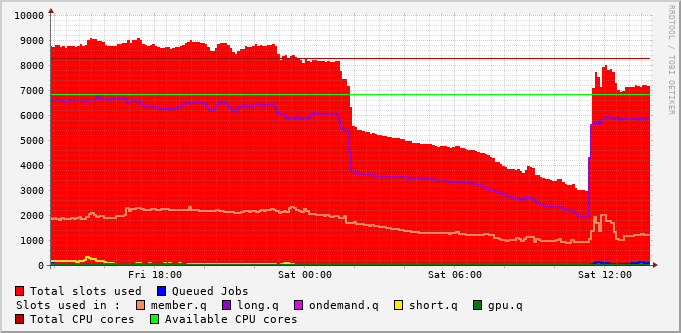 10000
9000
8000
7000
6000
5000
4000
3000
2000
1000
0
Fri 18:00 Sat 00:00 Sat 06:00 Sat 12:00
RRDTOOL / TOBI OETIKER
Total slots used Queued Jobs
Slots used in : member.q long.q ondemand.q short.q gpu.q
Total CPU cores Available CPU cores